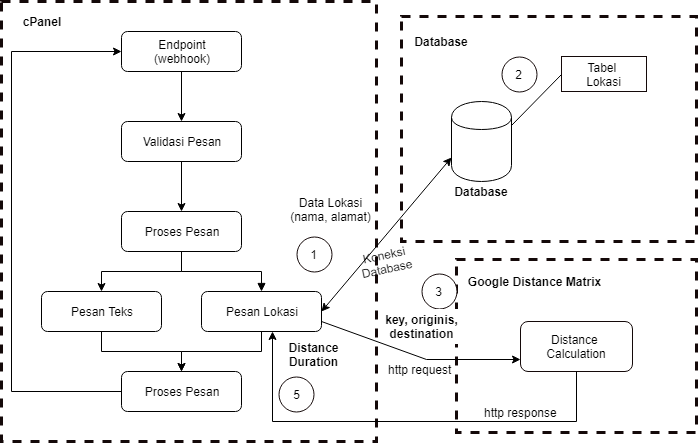 cPanel
Endpoint
(webhook)
Validasi Pesan
Proses Pesan
Pesan Teks
Pesan Lokasi
Proses Pesan
Data Lokasi
(nama, alamat)
1
Koneksi
Database
Database
2
Tabel
Lokasi
Database
3
Google Distance Matrix
key, originis,
destination
http request
Distance
Calculation
Distance
Duration
5
http response